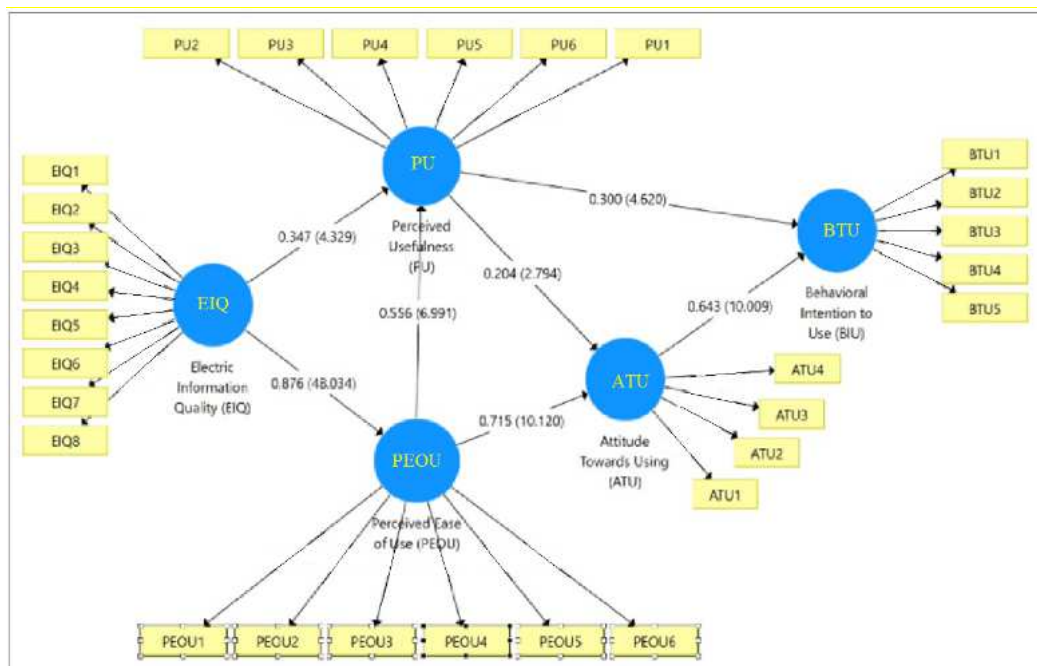 PU2
PU3
PU4
PU5
PU6
PU1
EIQ1
EIQ2
EIQ3
EIQ4
EIQ5
EIQ6
EIQ7
EIQ8
PU
Perceived
Usefulness
(PU)
BTU1
BTU2
BTU3
BTU4
BTU5
BTU
Behavioral
Intention to
Use (BIU)
0.300 (4.620)
0.347 (4.329)
0.204 (2.794)
0.643 (10.009)
EIQ
Electric
Information
Quality (EIQ)
0.556 (6.991)
0.876 (48.034)
0.715 (10.120)
ATU
Attitude
Towards Using
(ATU)
ATU4
ATU3
ATU2
ATU1
PEOU
Perceived Ease
of Use (PEOU)
PEOU1
PEOU2
PEOU3
PEOU4
PEOU5
PEOU6